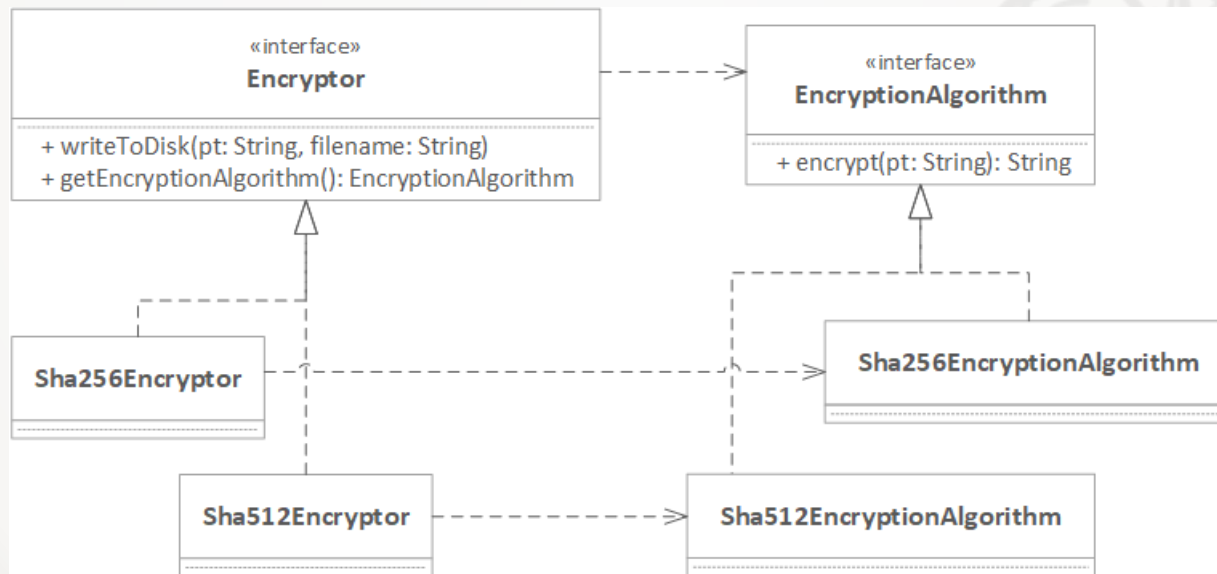 «interface»
Encryptor
+ writeToDisk(pt: String, filename: String)
+ getEncryptionAlgorithm(): EncryptionAlgorithm
«interface»
EncryptionAlgorithm
+ encrypt(pt: String): String
Sha256Encryptor
Sha256EncryptionAlgorithm
Sha512Encryptor
Sha512EncryptionAlgorithm